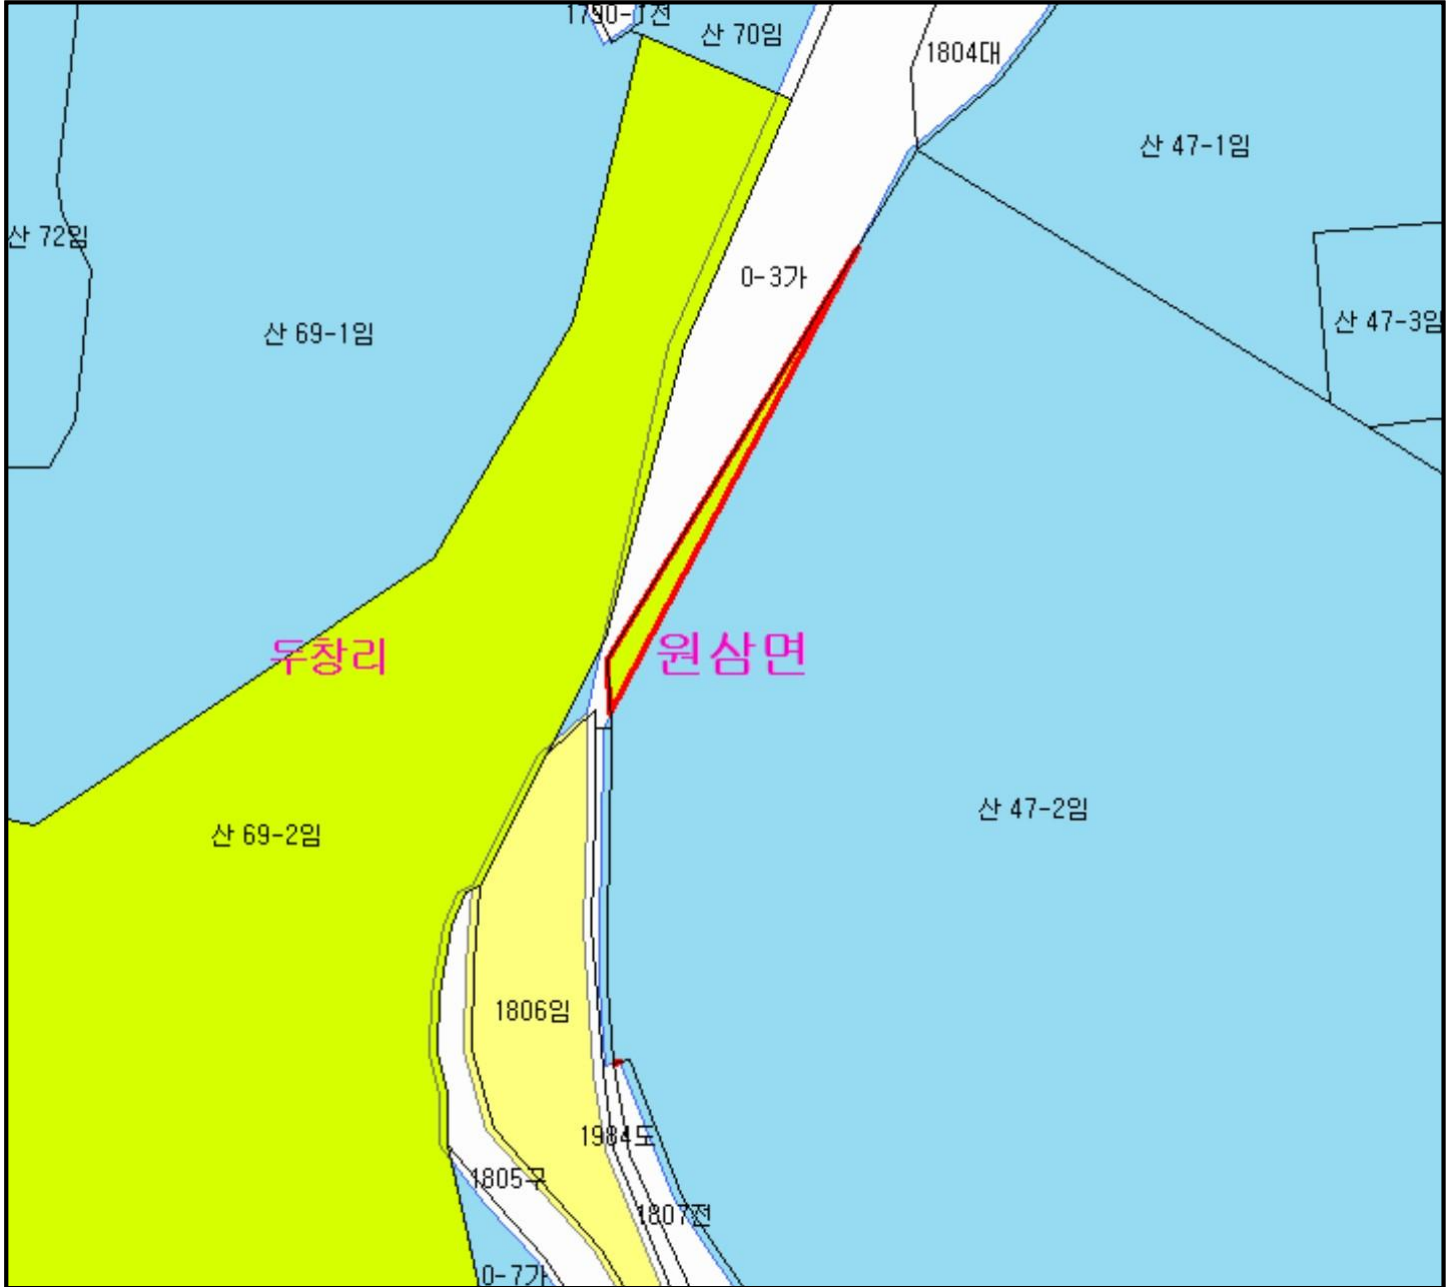 1790-1전
산 70임
1804대
산 47-1임
산 72임
0-3가
산 69-1임
산 47-3임
두창리
원삼면
산 69-2임
산 47-2임
1806임
1984도
1805구
1807전
0-7가